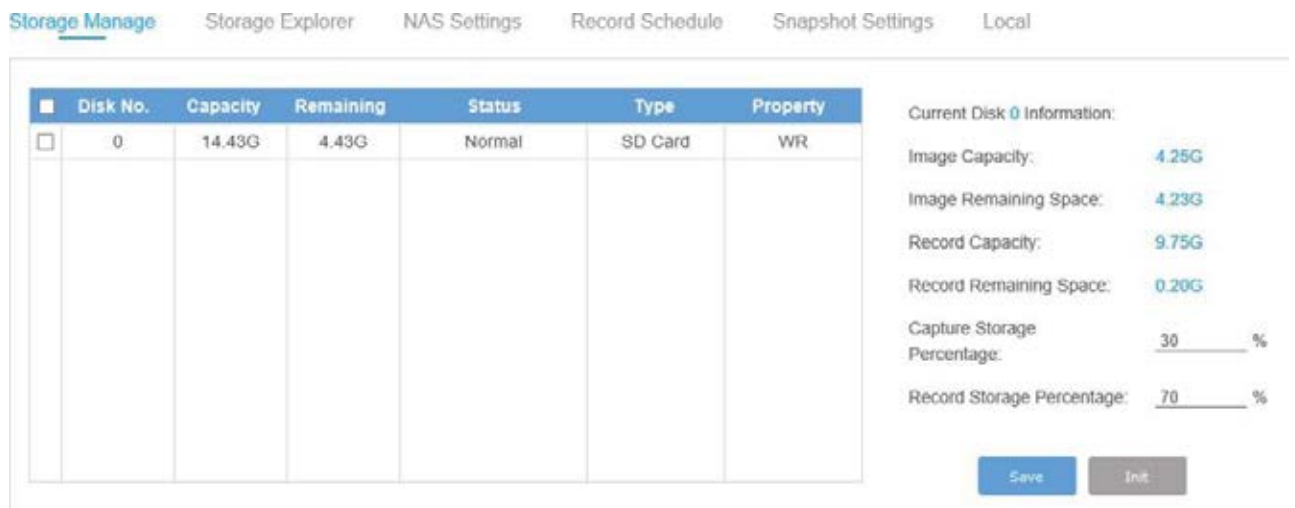 Storage Manage Storage Explorer NAS Settings Record Schedule Snapshot Settings Local
Disk No. Capacity Remaining Status Type Property
0 14.43G 4.43G Normal SD Card WR
Current Disk 0 Information:
Image Capacity: 4.25G
Image Remaining Space: 4.23G
Record Capacity: 9.75G
Record Remaining Space: 0.20G
Capture Storage
Percentage: 30 %
Record Storage Percentage: 70 %
Save Init